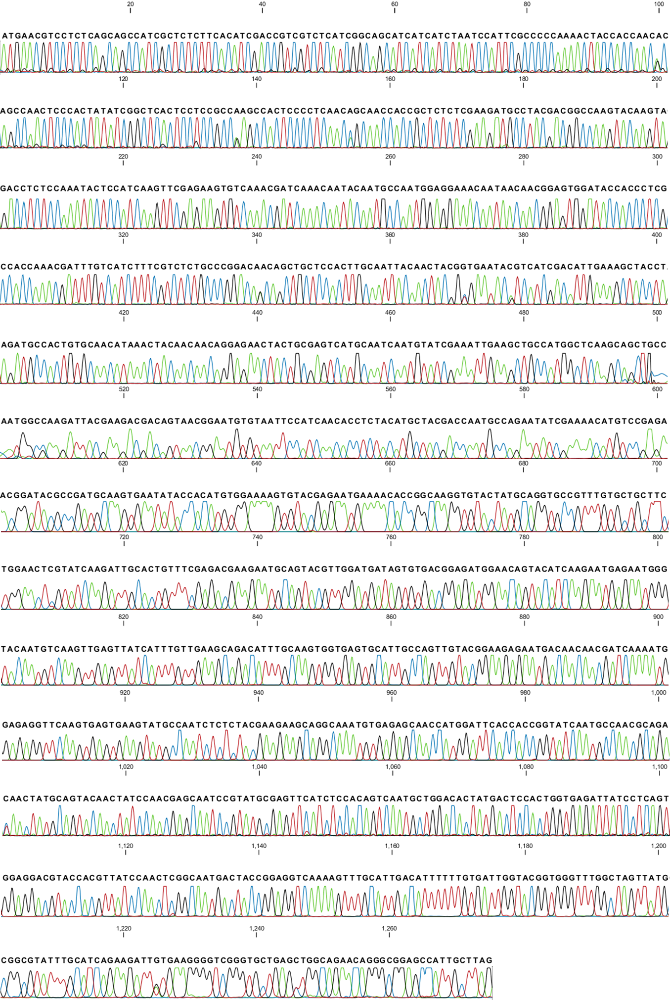 20 40 60 80 100
ATGAACGTCCTCTCAGCAGCCATCGCTCTCTTCACATCGACCGTCGTCTCATCGGCAGCATCATCATCTAATCCATTCGCCCCCAAAACTACCACCAACAC
120 140 160 180 200
AGCCAACTCCCACTATATCGGCTCACTCCTCCGCCAAGCCACTCCCCTCAACAGCAACCACCGCTCTCTCGAAGATGCCTACGACGGCCAAGTACAAGTA
220 240 260 280 300
GACCTCTCCAAATACTCCATCAAGTTCGAGAAGTGTCAAACGATCAAACAATACAATGCCAATGGAGGAAACAATAACAACGGAGTGGATACCACCCTCG
320 340 360 380 400
CCACCAAACGATTTGTCATCTTTCGTCTCTGCCCGGACAACAGCTGCTCCACTTGCAATTACAACTACGGTGAATACGTCATCGACATTGAAAGCTACCT
420 440 460 480 500
AGATGCCACTGTGCAACATAAACTACAACAACAGGAGAACTACTGCGAGTCATGCAATCAATGTATCGAAATTGAAGCTGCCATGGCTCAAGCAGCTGCC
520 540 560 580 600
AATGGCCAAGATTACGAAGACGACAGTAACGGAATGTGTAATTCCATCAACACCTCTACATGCTACGACCAATGCCAGAATATCGAAAACATGTCCGAGA
620 640 660 680 700
ACGGATACGCCGATGCAAGTGAATATACCACATGTGGAAAAGTGTACGAGAATGAAAACACCGGCAAGGTGTACTATGCAGGTGCCGTTTGTGCTGCTTC
720 740 760 780 800
TGGAACTCGTATCAAGATTGCACTGTTTCGAGACGAAGAATGCAGTACGTTGGATGATAGTGTGACGGAGATGGAACAGTACATCAAGAATGAGAATGGG
820 840 860 880 900
TACAATGTCAAGTTGAGTTATCATTTGTTGAAGCAGACATTTGCAAGTGGTGAGTGCATTGCCAGTTGTACGGAAGAGAATGACAACAACGATCAAAATG
920 940 960 980 1,000
GAGAGGTTCAAGTGAGTGAAGTATGCCAATCTCTCTACGAAGAAGCAGGCAAATGTGAGAGCAACCATGGATTCACCACCGGTATCAATGCCAACGCAGA
1,020 1,040 1,060 1,080 1,100
CAACTATGCAGTACAACTATCCAACGAGCAATCCGTATGCGAGTTCATCTCCACAGTCAATGCTGGACACTATGACTCCACTGGTGAGATTATCCTCAGT
1,120 1,140 1,160 1,180 1,200
GGAGGACGTACCACGTTATCCAACTCGGCAATGACTACCGGAGGTCAAAAGTTTGCATTGACATTTTTTGTGATTGGTACGGTGGGTTTGGCTAGTTATG
1,220 1,240 1,260
CGGCGTATTTGCATCAGAAGATTGTGAAGGGGTCGGGTGCTGAGCTGGCAGAACAGGGCGGAGCCATTGCTTAG